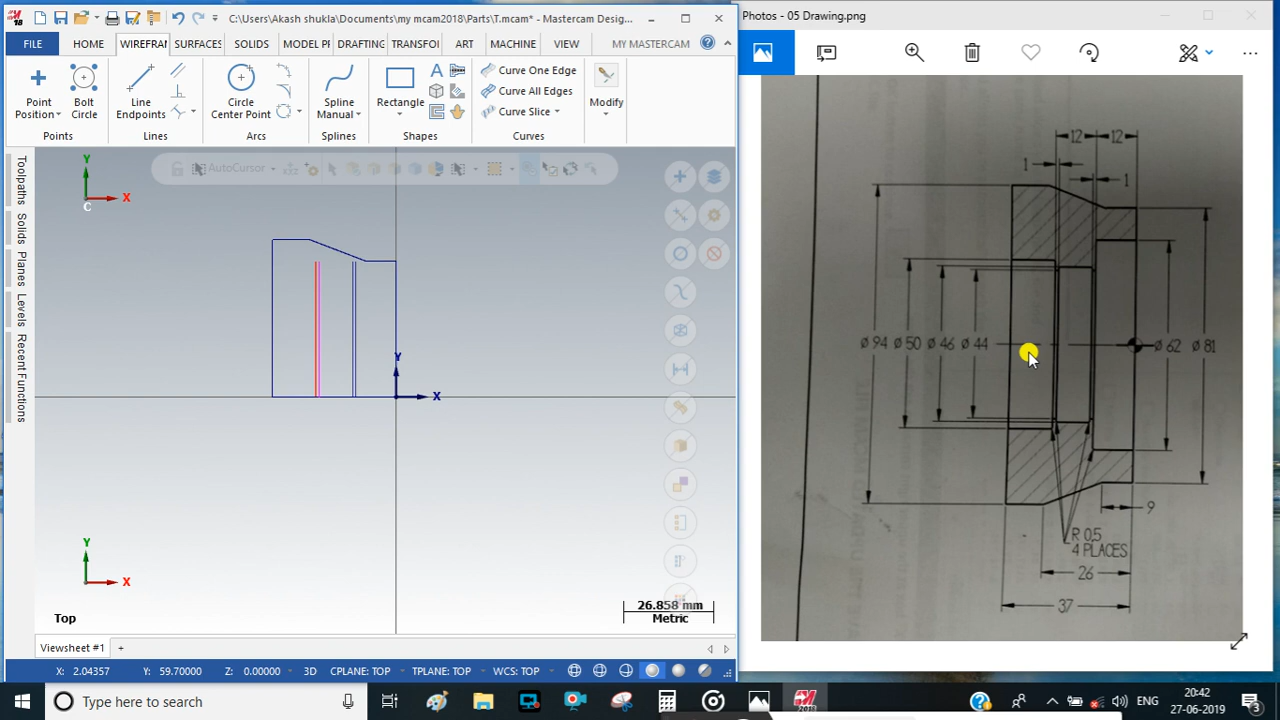 C:\Users\Akash shukla\Documents\my mcam2018\Parts\T.mcam* - Mastercam Desig...
FILE HOME WIREFRAM SURFACES SOLIDS MODEL PR DRAFTING TRANSFO ART MACHINE VIEW MY MASTERCAM
Point Position
Bolt Circle
Points
Line Endpoints
Lines
Circle Center Point
Arcs
Spline Manual
Splines
Rectangle
Shapes
Curve One Edge
Curve All Edges
Curve Slice
Curves
Modify
AutoCursor
Toolpaths
Solids
Planes
Levels
Recent Functions
Y
X
C
Y
X
Y
X
Top
26.858 mm
Metric
Viewsheet #1
X: 2.04357 Y: 59.70000 Z: 0.00000 3D CPLANE: TOP TPLANE: TOP WCS: TOP
Photos - 05 Drawing.png
12 12
1
1
Ø 94 Ø 50 Ø 46 Ø 44 Ø 62 Ø 81
9
R 0,5
4 PLACES
26
37
Type here to search
ENG
20:42
27-06-2019
3